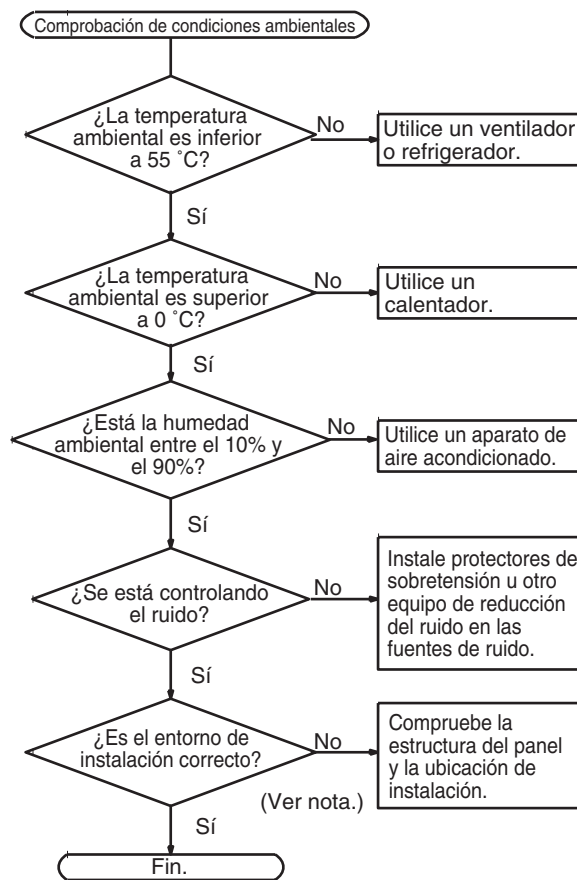 Comprobación de condiciones ambientales
¿La temperatura
ambiental es inferior
a 55 ˚C?
No
Utilice un ventilador
o refrigerador.
Sí
¿La temperatura
ambiental es superior
a 0 ˚C?
No
Utilice un
calentador.
Sí
¿Está la humedad
ambiental entre el 10% y
el 90%?
No
Utilice un aparato de
aire acondicionado.
Sí
¿Se está controlando
el ruido?
No
Instale protectores de
sobretensión u otro
equipo de reducción
del ruido en las
fuentes de ruido.
Sí
¿Es el entorno de
instalación correcto?
No
Compruebe la
estructura del panel
y la ubicación de
instalación.
(Ver nota.)
Sí
Fin.